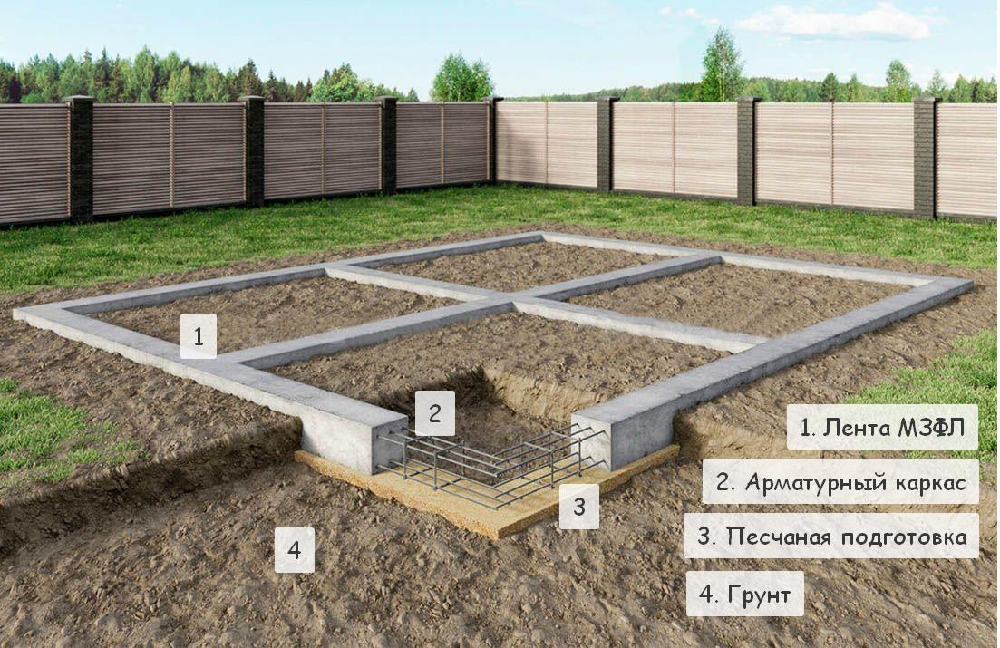 1
2
3
4
1. Лента МЗФЛ
2. Арматурный каркас
3. Песчаная подготовка
4. Грунт